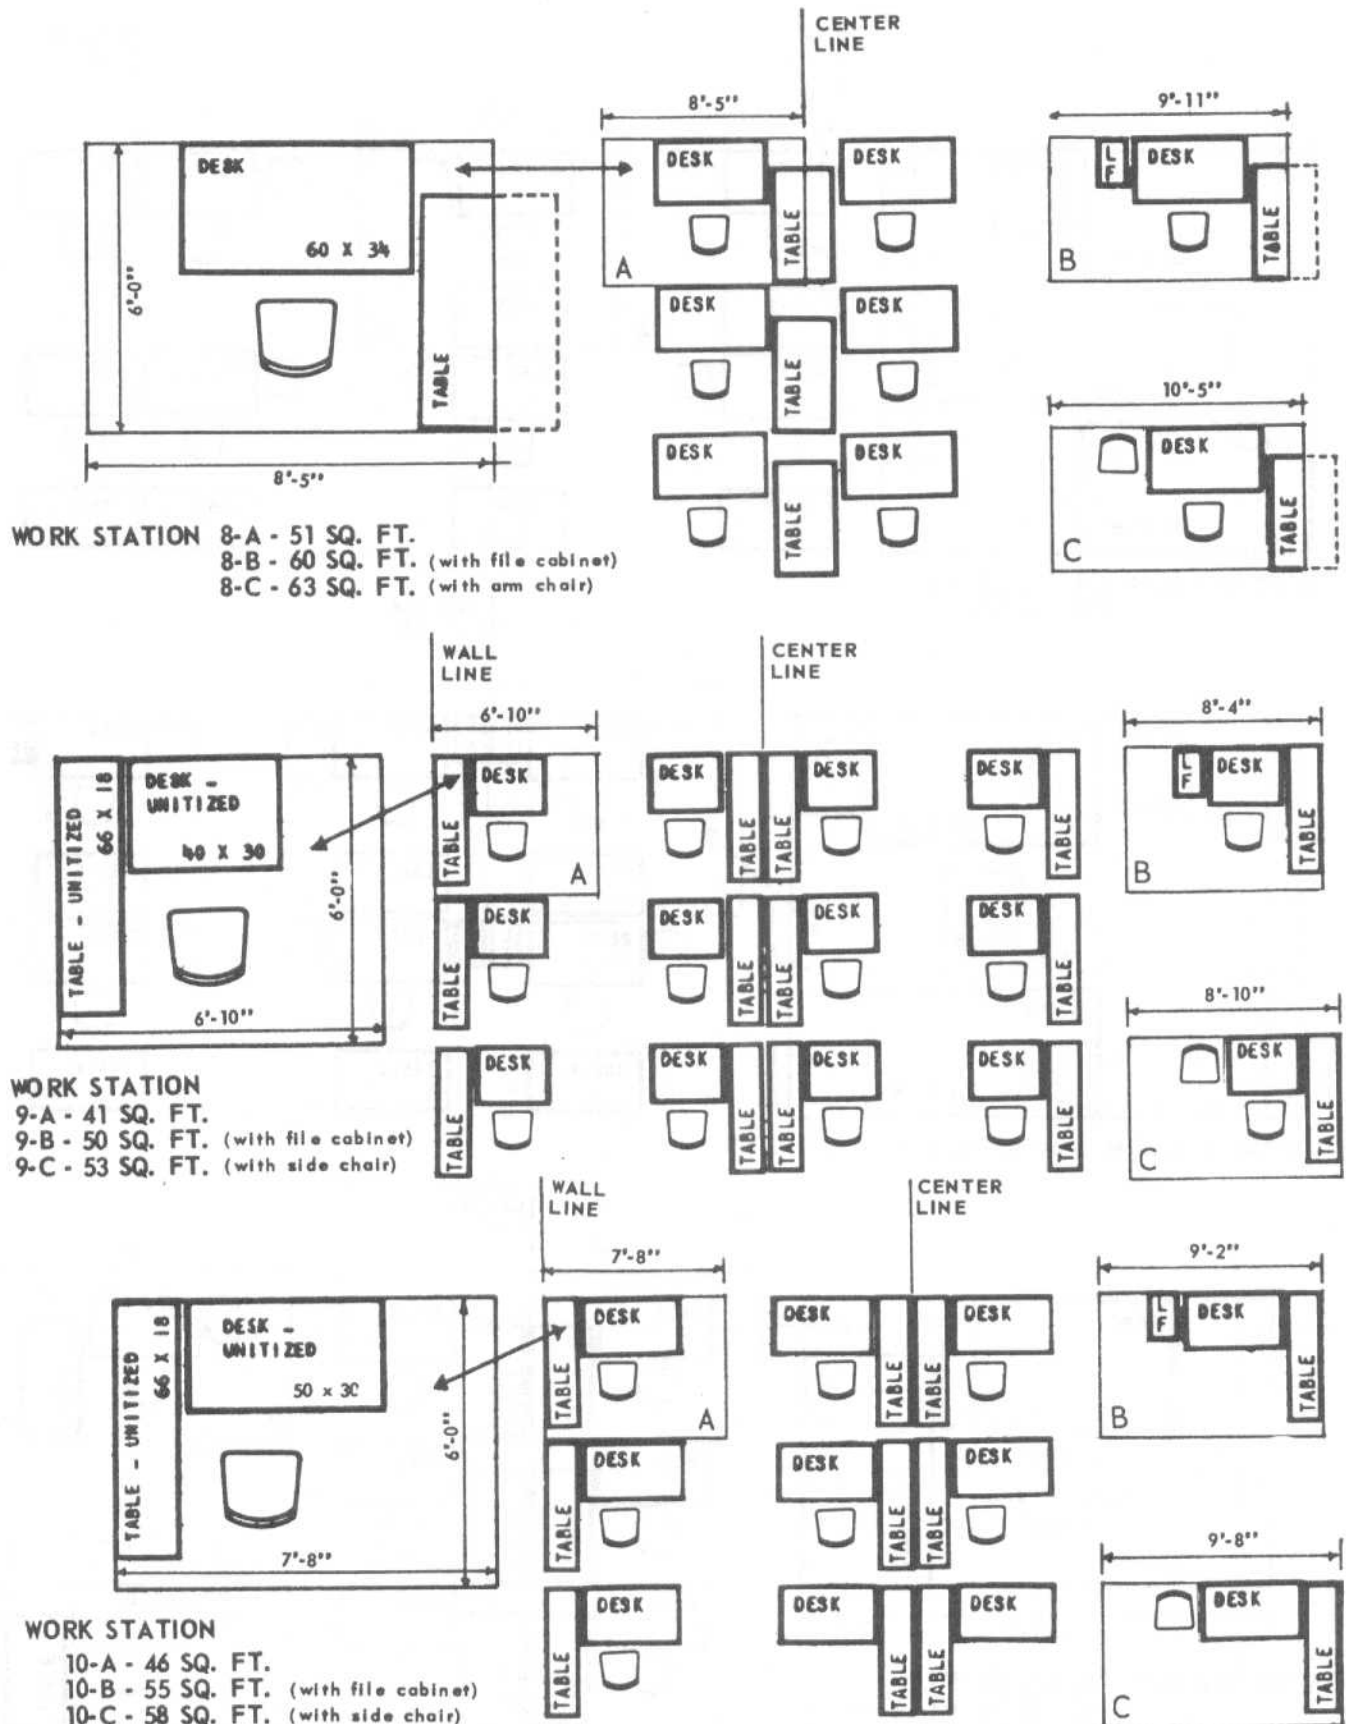 CENTER
LINE
8'-5"
9'-11"
DESK
60 X 34
6'-0"
TABLE
8'-5"
DESK
TABLE
DESK
A
DESK
TABLE
DESK
DESK
TABLE
DESK
L
F
DESK
TABLE
B
10'-5"
DESK
TABLE
C
WORK STATION 8-A - 51 SQ. FT.
8-B - 60 SQ. FT. (with file cabinet)
8-C - 63 SQ. FT. (with arm chair)
WALL
LINE
CENTER
LINE
6'-10"
8'-4"
TABLE - UNITIZED
66 X 18
DESK -
UNITIZED
40 X 30
6'-0"
6'-10"
DESK
TABLE
A
DESK
TABLE
TABLE
DESK
DESK
TABLE
DESK
TABLE
DESK
TABLE
TABLE
DESK
DESK
TABLE
DESK
TABLE
DESK
TABLE
TABLE
DESK
DESK
TABLE
L
F
DESK
TABLE
B
8'-10"
DESK
TABLE
C
WORK STATION
9-A - 41 SQ. FT.
9-B - 50 SQ. FT. (with file cabinet)
9-C - 53 SQ. FT. (with side chair)
WALL
LINE
CENTER
LINE
7'-8"
9'-2"
TABLE - UNITIZED
66 X 18
DESK -
UNITIZED
50 x 30
6'-0"
7'-8"
DESK
TABLE
A
DESK
TABLE
TABLE
DESK
DESK
TABLE
DESK
TABLE
TABLE
DESK
DESK
TABLE
DESK
TABLE
TABLE
DESK
L
F
DESK
TABLE
B
9'-8"
DESK
TABLE
C
WORK STATION
10-A - 46 SQ. FT.
10-B - 55 SQ. FT. (with file cabinet)
10-C - 58 SQ. FT. (with side chair)